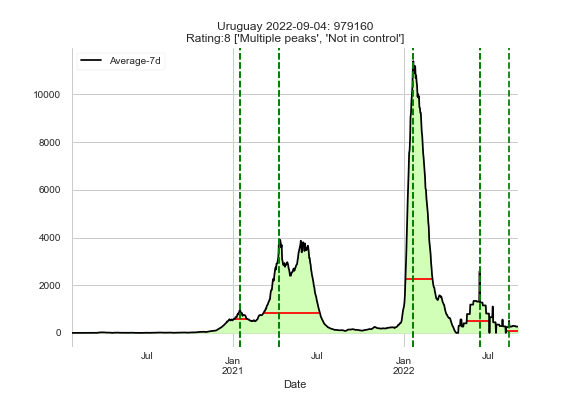 Uruguay 2022-09-04: 979160
Rating:8 ['Multiple peaks', 'Not in control']
Average-7d
10000
8000
6000
4000
2000
0
Jul
Jan
2021
Jul
Jan
2022
Jul
Date